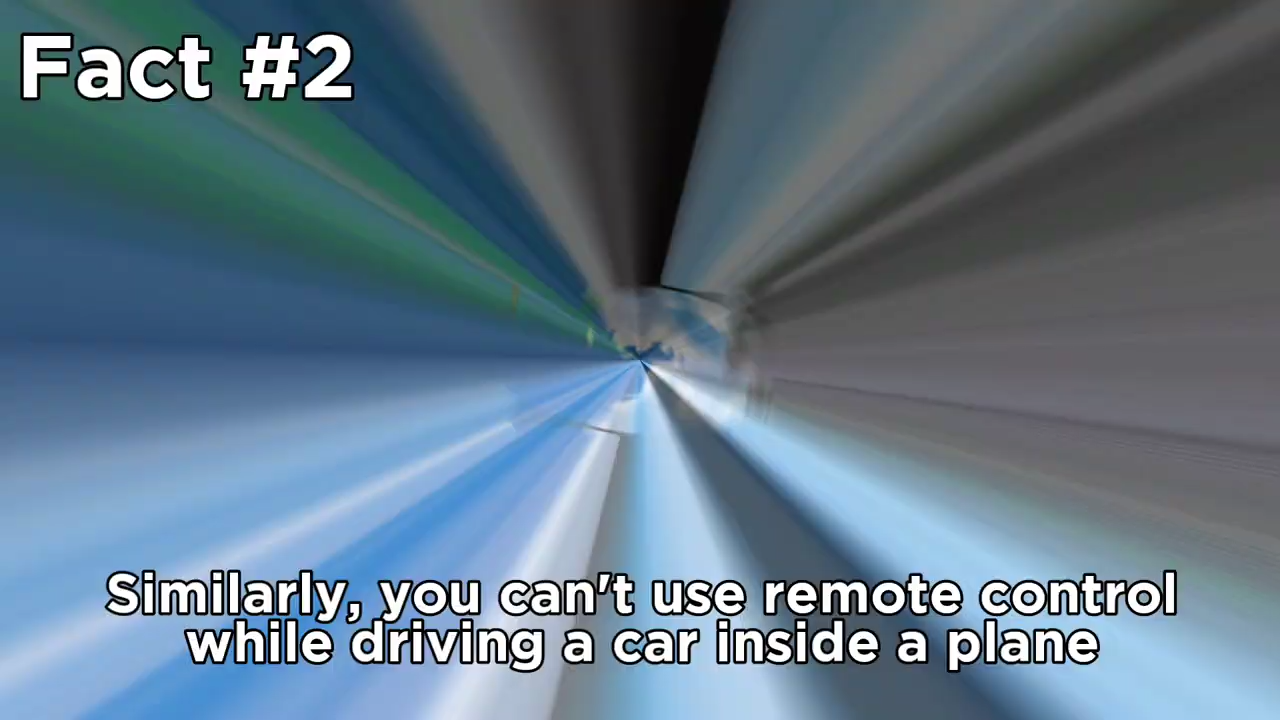 Fact #2
Similarly, you can't use remote control
while driving a car inside a plane